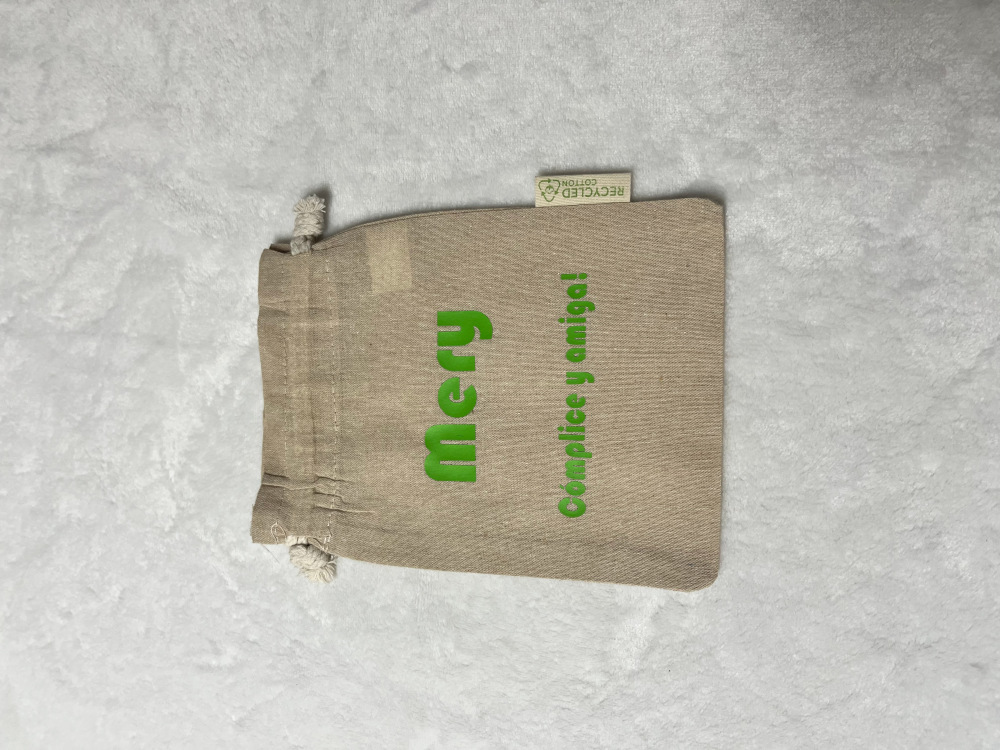 Mery
Cómplice y amiga!
RECYCLED
COTTON